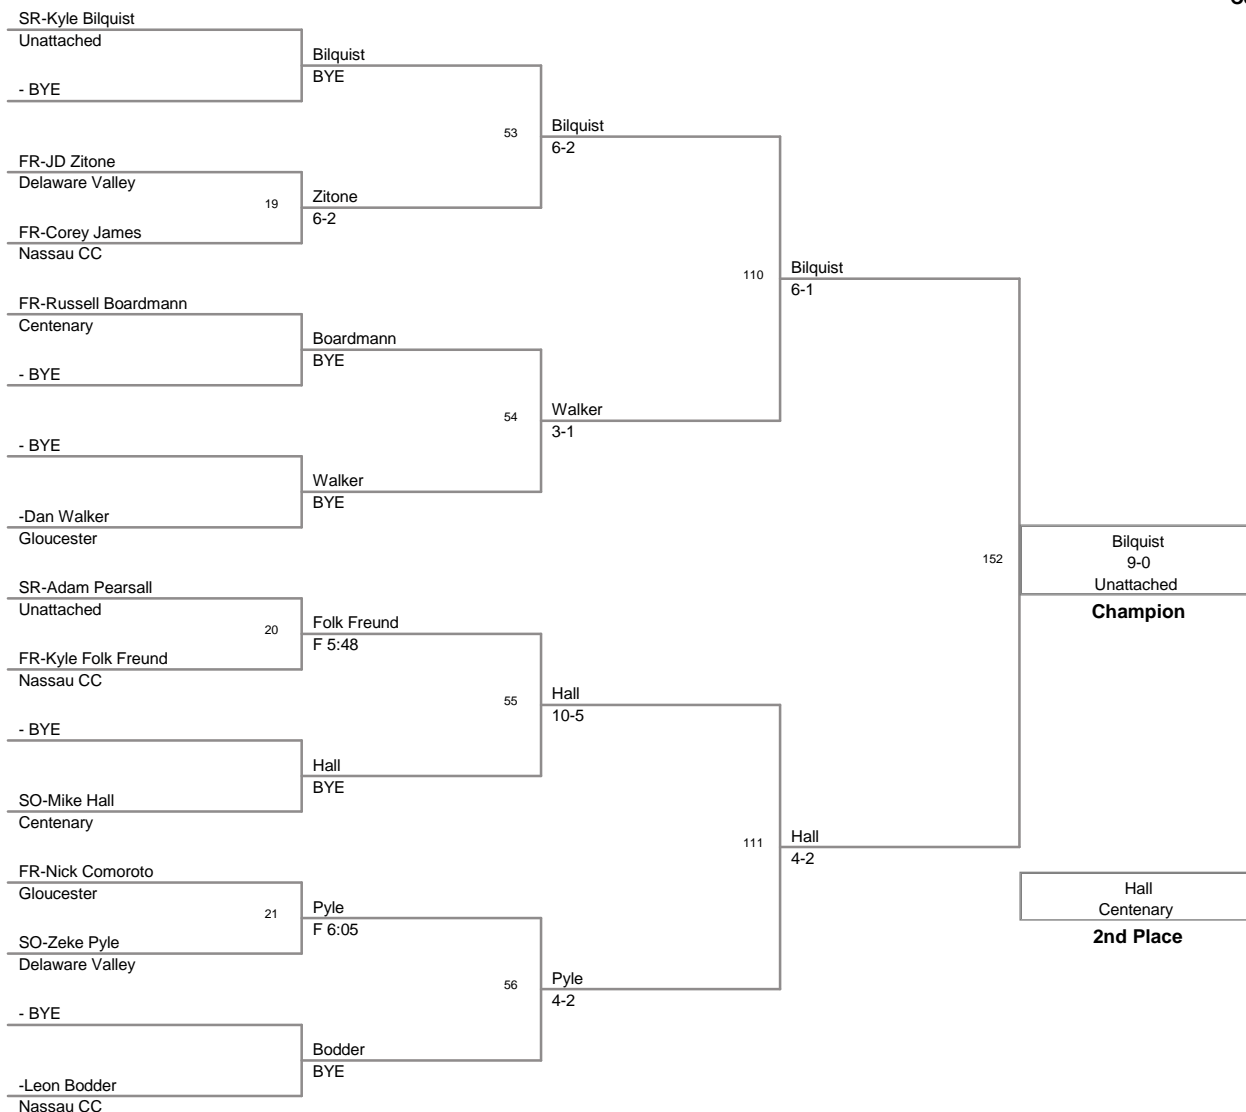 SR-Kyle Bilquist
Unattached
- BYE
FR-JD Zitone
Delaware Valley
19
FR-Corey James
Nassau CC
FR-Russell Boardmann
Centenary
- BYE
- BYE
-Dan Walker
Gloucester
SR-Adam Pearsall
Unattached
20
FR-Kyle Folk Freund
Nassau CC
- BYE
SO-Mike Hall
Centenary
FR-Nick Comoroto
Gloucester
21
SO-Zeke Pyle
Delaware Valley
- BYE
-Leon Bodder
Nassau CC
Bilquist
BYE
53
Zitone
6-2
Boardmann
BYE
54
Walker
BYE
Folk Freund
F 5:48
55
Hall
BYE
Pyle
F 6:05
56
Bodder
BYE
Bilquist
6-2
110
Walker
3-1
Hall
10-5
111
Pyle
4-2
Bilquist
6-1
152
Hall
4-2
Bilquist
9-0
Unattached
Champion
Hall
Centenary
2nd Place